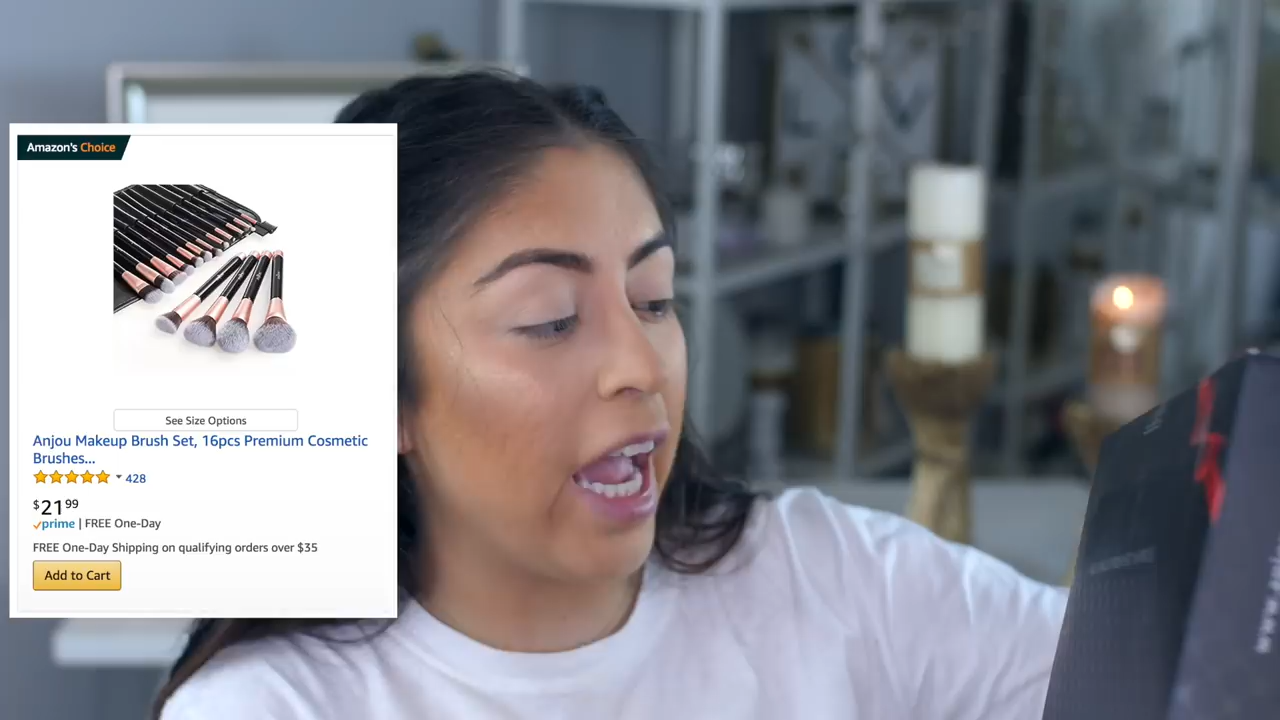 Amazon's Choice
See Size Options
Anjou Makeup Brush Set, 16pcs Premium Cosmetic
Brushes...
428
$21.99
prime | FREE One-Day
FREE One-Day Shipping on qualifying orders over $35
Add to Cart